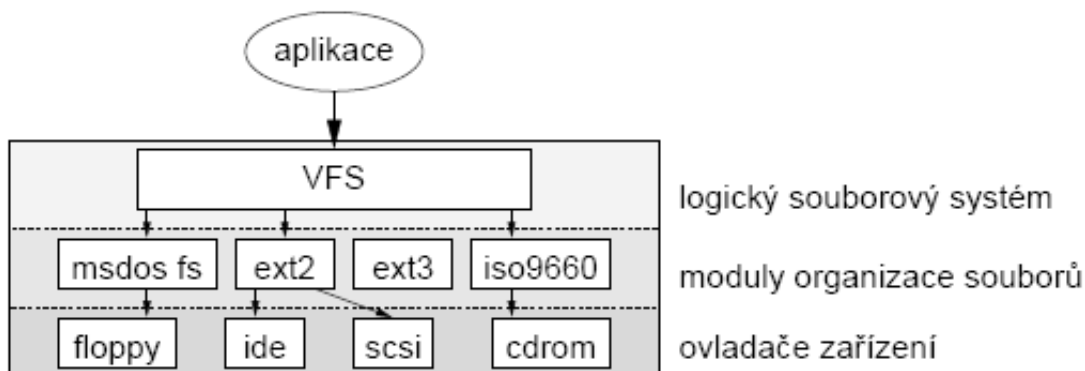 aplikace
VFS
logický souborový systém
msdos fs ext2 ext3 iso9660
moduly organizace souborů
floppy ide scsi cdrom
ovladače zařízení